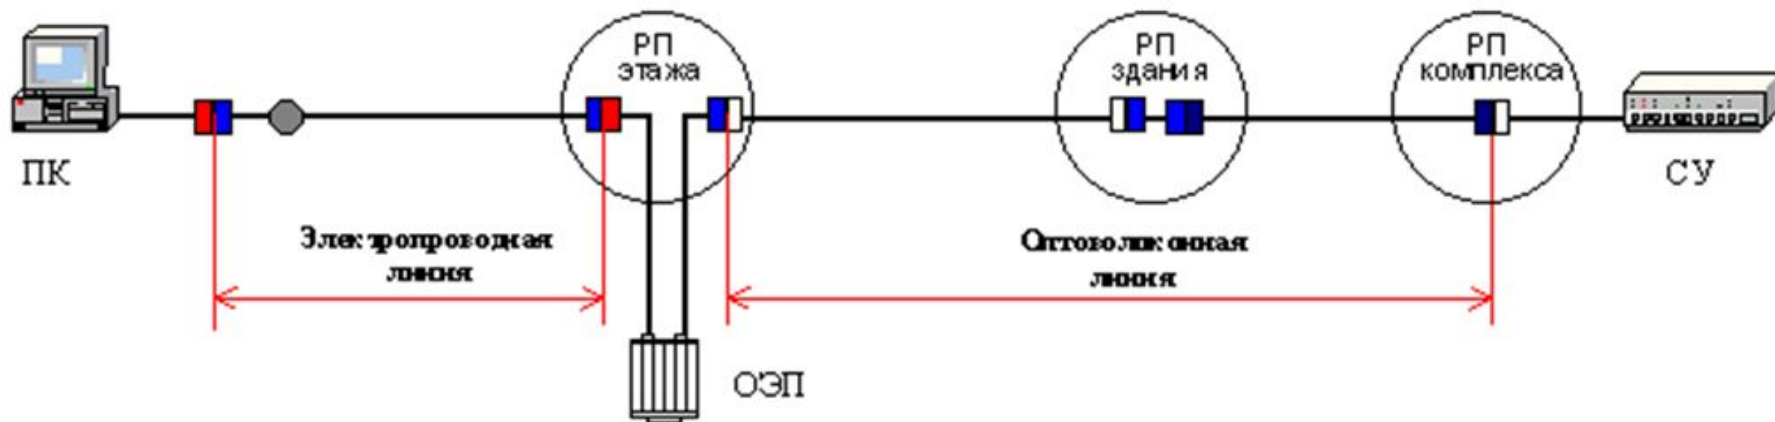 РП
этажа
РП
здания
РП
комплекса
ПК
СУ
Электропроводная
линия
Оптоволоконная
линия
ОЭП